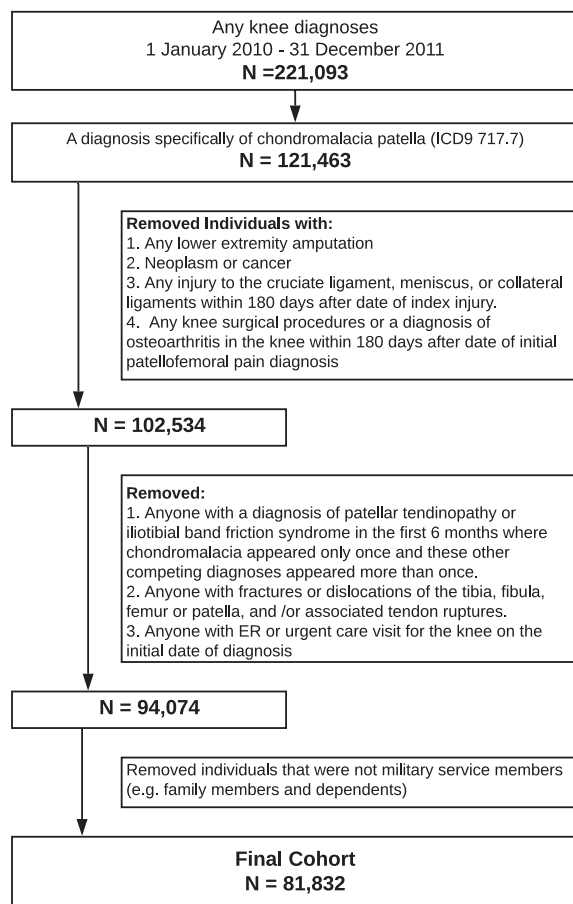 Any knee diagnoses
1 January 2010 - 31 December 2011
N =221,093
A diagnosis specifically of chondromalacia patella (ICD9 717.7)
N = 121,463
Removed Individuals with:
1. Any lower extremity amputation
2. Neoplasm or cancer
3. Any injury to the cruciate ligament, meniscus, or collateral
ligaments within 180 days after date of index injury.
4. Any knee surgical procedures or a diagnosis of
osteoarthritis in the knee within 180 days after date of initial
patellofemoral pain diagnosis
N = 102,534
Removed:
1. Anyone with a diagnosis of patellar tendinopathy or
iliotibial band friction syndrome in the first 6 months where
chondromalacia appeared only once and these other
competing diagnoses appeared more than once.
2. Anyone with fractures or dislocations of the tibia, fibula,
femur or patella, and /or associated tendon ruptures.
3. Anyone with ER or urgent care visit for the knee on the
initial date of diagnosis
N = 94,074
Removed individuals that were not military service members
(e.g. family members and dependents)
Final Cohort
N = 81,832